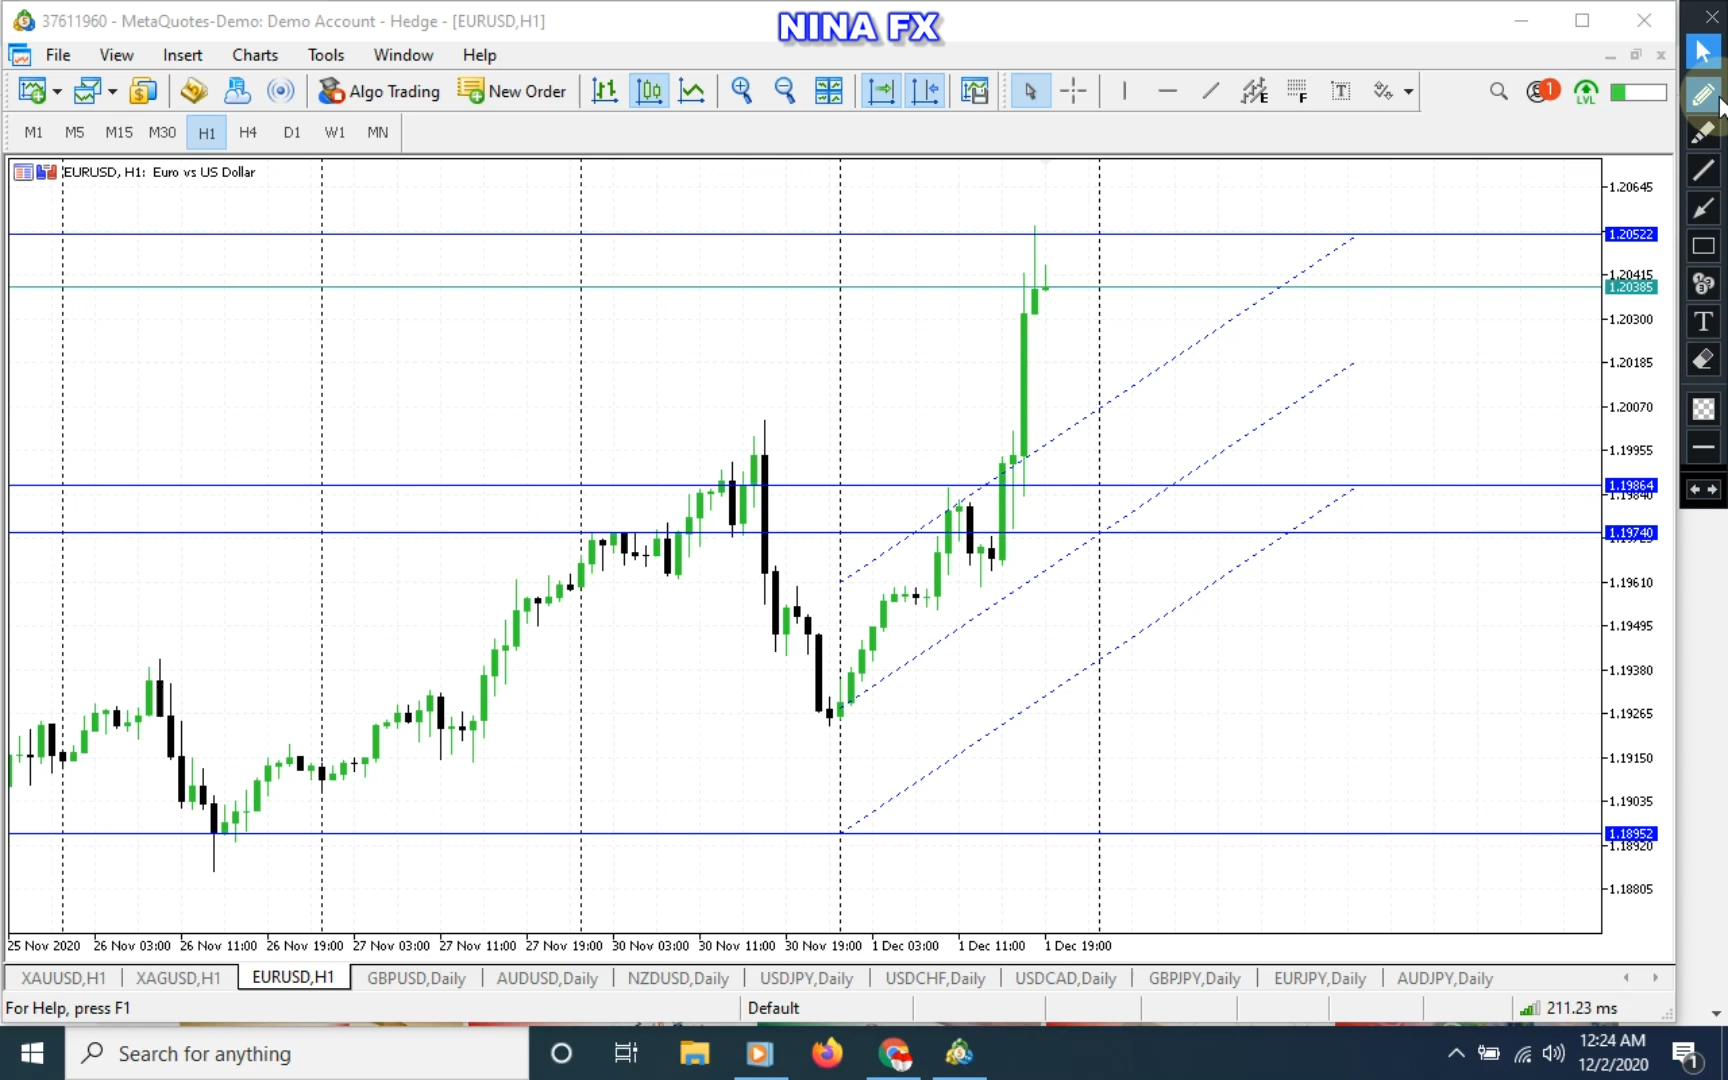 37611960 - MetaQuotes-Demo: Demo Account - Hedge - [EURUSD,H1]
NINA FX
File View Insert Charts Tools Window Help
Algo Trading New Order E F T 1 LVL
M1 M5 M15 M30 H1 H4 D1 W1 MN
EURUSD, H1: Euro vs US Dollar
1.20645
1.20522
1.20415
1.20385
1.20300
1.20185
1.20070
1.19955
1.19864
1.19840
1.19740
1.19610
1.19495
1.19380
1.19265
1.19150
1.19035
1.18952
1.18920
1.18805
T
25 Nov 2020 26 Nov 03:00 26 Nov 11:00 26 Nov 19:00 27 Nov 03:00 27 Nov 11:00 27 Nov 19:00 30 Nov 03:00 30 Nov 11:00 30 Nov 19:00 1 Dec 03:00 1 Dec 11:00 1 Dec 19:00
XAUUSD,H1 XAGUSD,H1 EURUSD,H1 GBPUSD,Daily AUDUSD,Daily NZDUSD,Daily USDJPY,Daily USDCHF,Daily USDCAD,Daily GBPJPY,Daily EURJPY,Daily AUDJPY,Daily
For Help, press F1 Default 211.23 ms
Search for anything
12:24 AM
12/2/2020
1